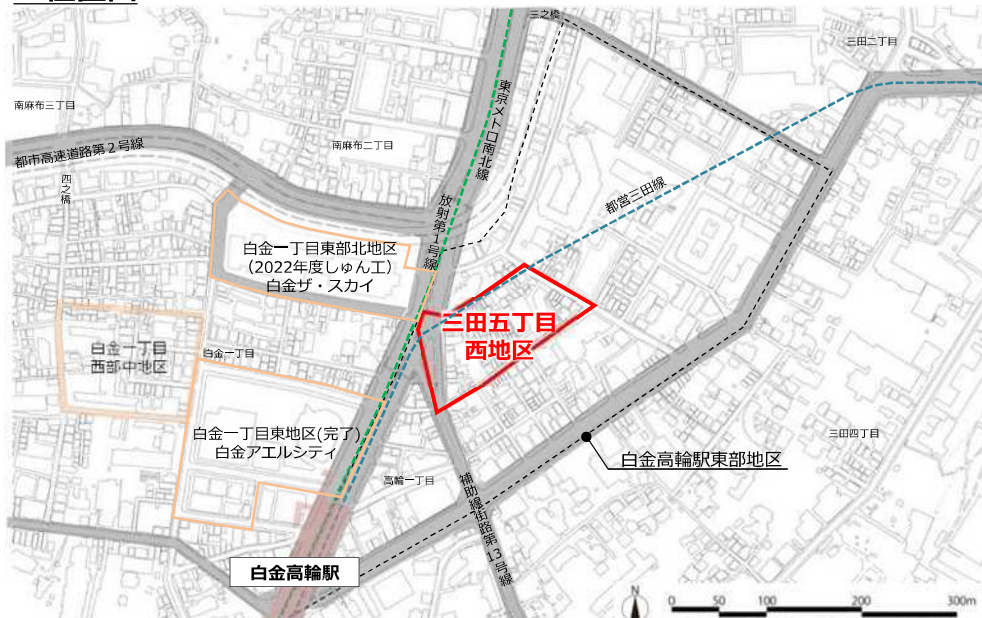 三之橋
三田二丁目
南麻布三丁目
東京メトロ南北線
南麻布二丁目
都市高速道路第2号線
四之橋
都営三田線
放射第1号線
白金一丁目東部北地区
(2022年度しゅん工)
白金ザ・スカイ
三田五丁目
西地区
白金一丁目
西部中地区
白金一丁目
白金一丁目東地区(完了)
白金アエルシティ
三田四丁目
白金高輪駅東部地区
高輪一丁目
補助線街路第13号線
白金高輪駅
N
0 50 100 200 300m